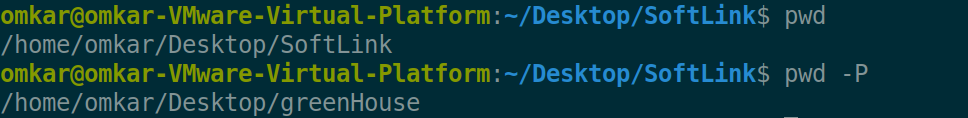 omkar@omkar-VMware-Virtual-Platform:~/Desktop/SoftLink$ pwd
/home/omkar/Desktop/SoftLink
omkar@omkar-VMware-Virtual-Platform:~/Desktop/SoftLink$ pwd -P
/home/omkar/Desktop/greenHouse